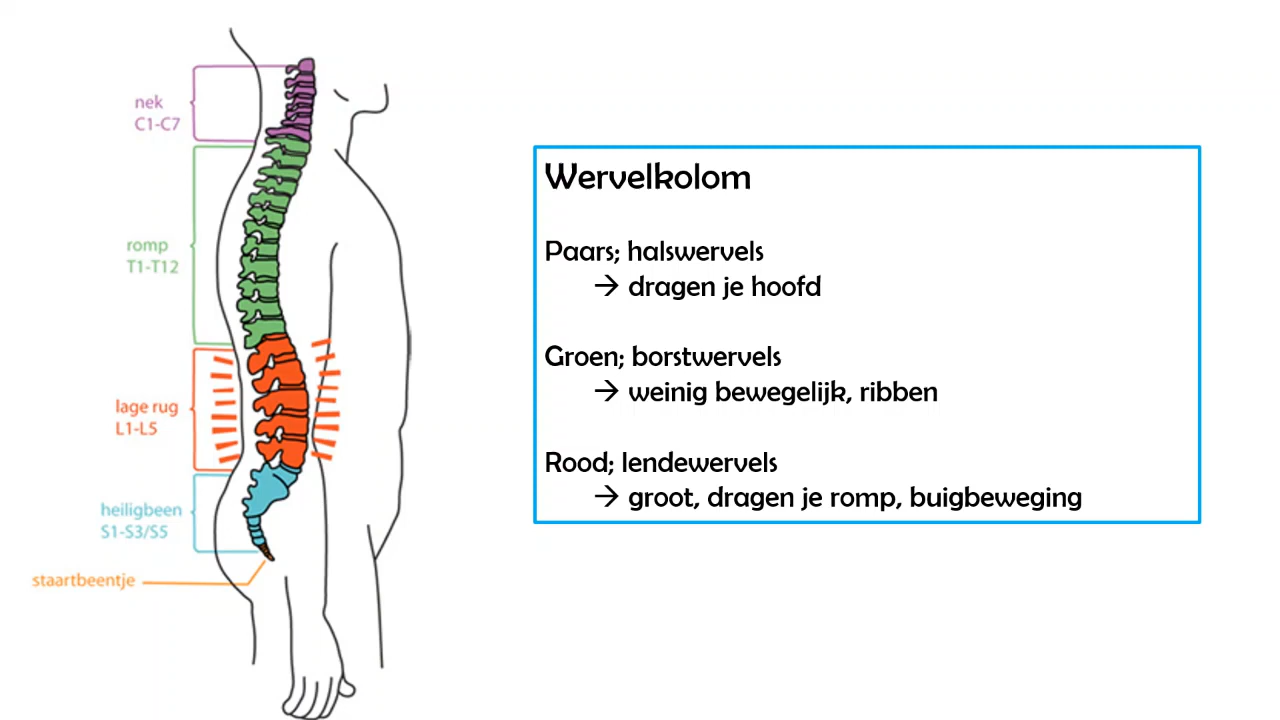 nek
C1-C7
romp
T1-T12
lage rug
L1-L5
heiligbeen
S1-S3/S5
staartbeentje
Wervelkolom
Paars; halswervels
→ dragen je hoofd
Groen; borstwervels
→ weinig bewegelijk, ribben
Rood; lendewervels
→ groot, dragen je romp, buigbeweging